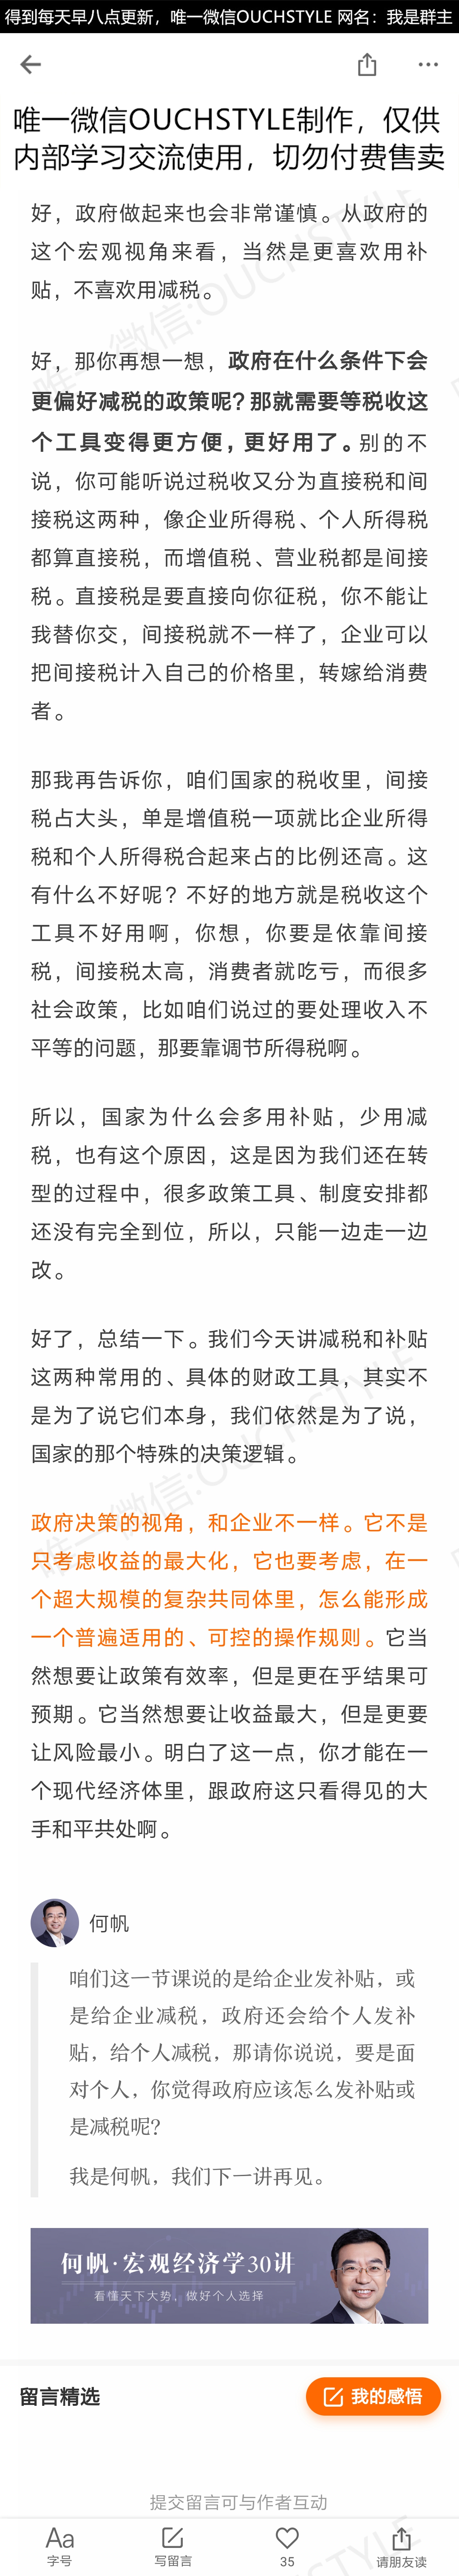 得到每天早八点更新，唯一微信OUCHSTYLE 网名：我是群主
唯一微信OUCHSTYLE制作，仅供
内部学习交流使用，切勿付费售卖
好，政府做起来也会非常谨慎。从政府的
这个宏观视角来看，当然是更喜欢用补
贴，不喜欢用减税。
好，那你再想一想，政府在什么条件下会
更偏好减税的政策呢？那就需要等税收这
个工具变得更方便，更好用了。别的不
说，你可能听说过税收又分为直接税和间
接税这两种，像企业所得税、个人所得税
都算直接税，而增值税、营业税都是间接
税。直接税是要直接向你征税，你不能让
我替你交，间接税就不一样了，企业可以
把间接税计入自己的价格里，转嫁给消费
者。
那我再告诉你，咱们国家的税收里，间接
税占大头，单是增值税一项就比企业所得
税和个人所得税合起来占的比例还高。这
有什么不好呢？不好的地方就是税收这个
工具不好用啊，你想，你要是依靠间接
税，间接税太高，消费者就吃亏，而很多
社会政策，比如咱们说过的要处理收入不
平等的问题，那要靠调节所得税啊。
所以，国家为什么会多用补贴，少用减
税，也有这个原因，这是因为我们还在转
型的过程中，很多政策工具、制度安排都
还没有完全到位，所以，只能一边走一边
改。
好了，总结一下。我们今天讲减税和补贴
这两种常用的、具体的财政工具，其实不
是为了说它们本身，我们依然是为了说，
国家的那个特殊的决策逻辑。
政府决策的视角，和企业不一样。它不是
只考虑收益的最大化，它也要考虑，在一
个超大规模的复杂共同体里，怎么能形成
一个普遍适用的、可控的操作规则。它当
然想要让政策有效率，但是更在乎结果可
预期。它当然想要让收益最大，但是更要
让风险最小。明白了这一点，你才能在一
个现代经济体里，跟政府这只看得见的大
手和平共处啊。
何帆
咱们这一节课说的是给企业发补贴，或
是给企业减税，政府还会给个人发补
贴，给个人减税，那请你说说，要是面
对个人，你觉得政府应该怎么发补贴或
是减税呢？
我是何帆，我们下一讲再见。
何帆·宏观经济学30讲
看懂天下大势、做好个人选择
留言精选
我的感悟
提交留言可与作者互动
Aa
字号
写留言
35
请朋友读
唯一微信:OUCHSTYLE
唯一微信:OUCHSTYLE